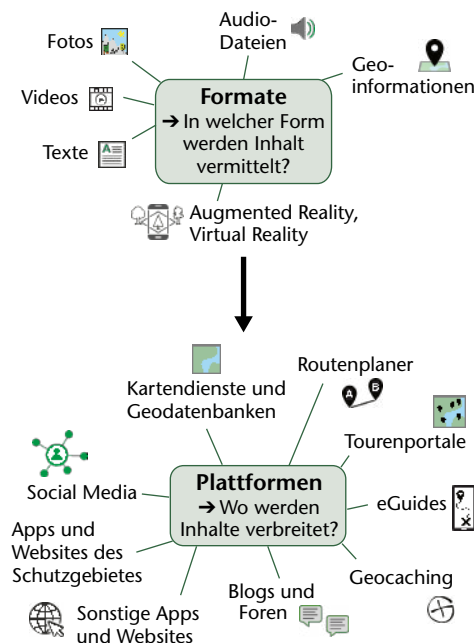 Audio-
Dateien
Fotos
Geo-
informationen
Videos
Formate
➔ In welcher Form
werden Inhalt
vermittelt?
Texte
Augmented Reality,
Virtual Reality
Routenplaner
A B
Kartendienste und
Geodatenbanken
Tourenportale
Social Media
Plattformen
➔ Wo werden
Inhalte verbreitet?
eGuides
Apps und
Websites des
Schutzgebietes
Geocaching
Blogs und
Foren
Sonstige Apps
und Websites